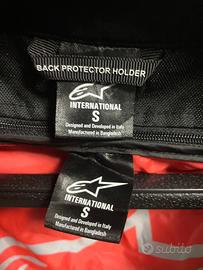 BACK PROTECTOR HOLDER
INTERNATIONAL
S
Designed and Developed in Italy
Manufactured in Bangladesh
INTERNATIONAL
S
Designed and Developed in Italy
Manufactured in Bangladesh
subito